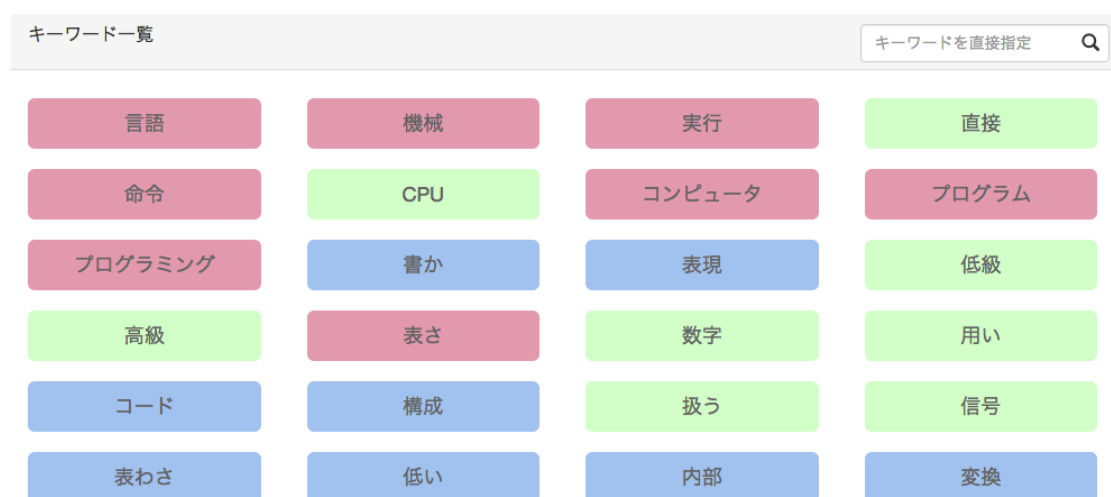 キーワード一覧 キーワードを直接指定
言語 機械 実行 直接
命令 CPU コンピュータ プログラム
プログラミング 書か 表現 低級
高級 表さ 数字 用い
コード 構成 扱う 信号
表わさ 低い 内部 変換